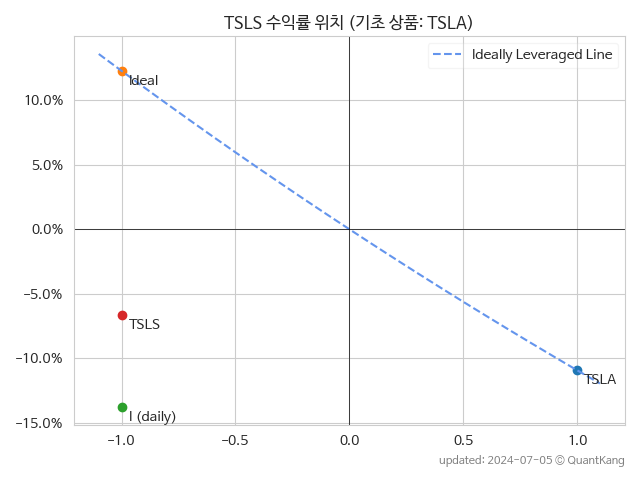 TSLS 수익률 위치 (기초 상품: TSLA)
Ideally Leveraged Line
Ideal
10.0%
5.0%
0.0%
−5.0%
TSLS
−10.0%
TSLA
I (daily)
−15.0%
−1.0
−0.5
0.0
0.5
1.0
updated: 2024-07-05 © QuantKang